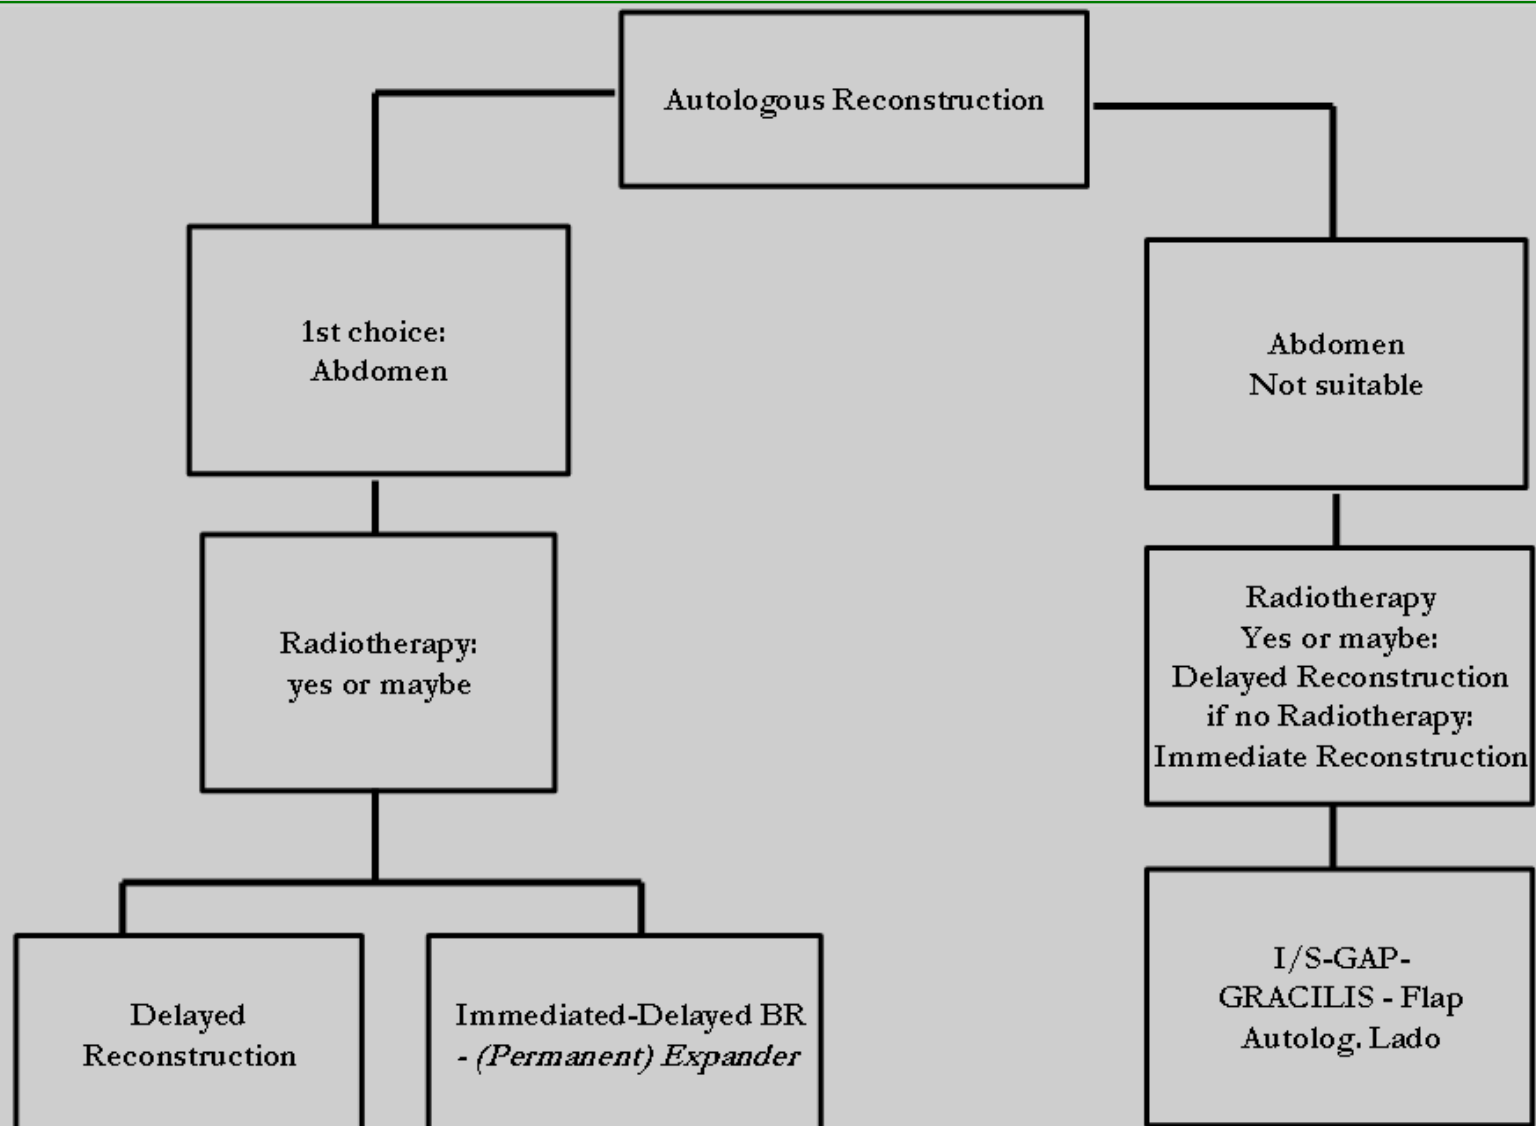 Autologous Reconstruction
1st choice:
Abdomen
Abdomen
Not suitable
Radiotherapy:
yes or maybe
Radiotherapy
Yes or maybe:
Delayed Reconstruction
if no Radiotherapy:
Immediate Reconstruction
Delayed
Reconstruction
Immediated-Delayed BR
- (Permanent) Expander
I/S-GAP-
GRACILIS - Flap
Autolog. Lado